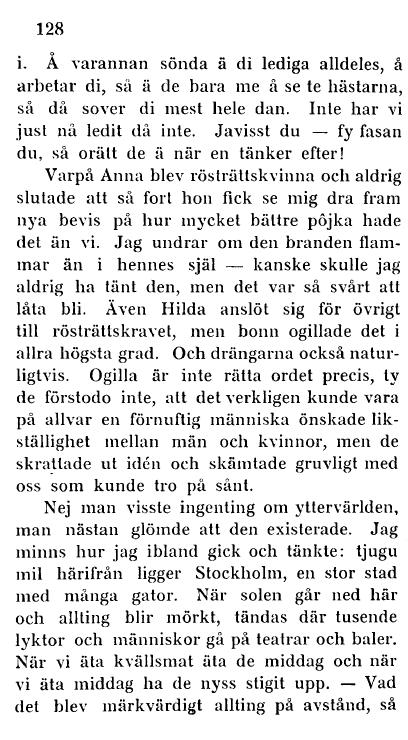 128
i. Å varannan sönda ä di lediga alldeles, å
arbetar di, så ä de bara me å se te hästarna,
så då sover di mest hele dan. Inte har vi
just nå ledit då inte. Javisst du — fy fasan
du, så orätt de ä när en tänker efter!
Varpå Anna blev rösträttskvinna och aldrig
slutade att så fort hon fick se mig dra fram
nya bevis på hur mycket bättre pôjka hade
det än vi. Jag undrar om den branden flam-
mar än i hennes själ — kanske skulle jag
aldrig ha tänt den, men det var så svårt att
låta bli. Även Hilda anslöt sig för övrigt
till rösträttskravet, men bonn ogillade det i
allra högsta grad. Och drängarna också natur-
ligtvis. Ogilla är inte rätta ordet precis, ty
de förstodo inte, att det verkligen kunde vara
på allvar en förnuftig människa önskade lik-
ställighet mellan män och kvinnor, men de
skrattade ut idén och skämtade gruvligt med
oss som kunde tro på sånt.
Nej man visste ingenting om yttervärlden,
man nästan glömde att den existerade. Jag
minns hur jag ibland gick och tänkte: tjugu
mil härifrån ligger Stockholm, en stor stad
med många gator. När solen går ned här
och allting blir mörkt, tändas där tusende
lyktor och människor gå på teatrar och baler.
När vi äta kvällsmat äta de middag och när
vi äta middag ha de nyss stigit upp. — Vad
det blev märkvärdigt allting på avstånd, så